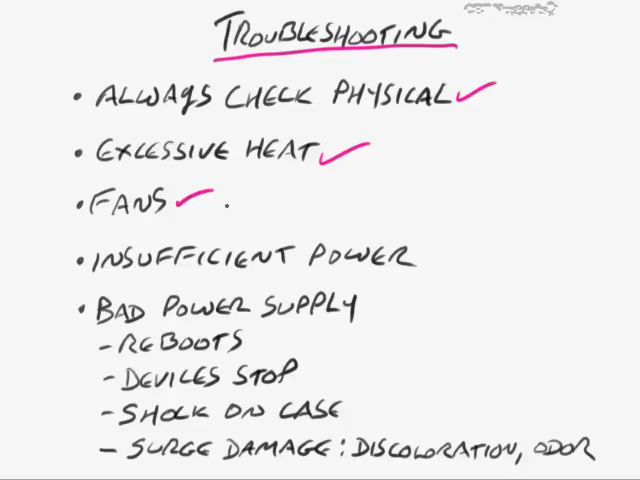 TROUBLESHOOTING
• ALWAYS CHECK PHYSICAL
• EXCESSIVE HEAT
• FANS
• INSUFFICIENT POWER
• BAD POWER SUPPLY
- REBOOTS
- DEVICES STOP
- SHOCK ON CASE
- SURGE DAMAGE: DISCOLORATION, ODOR